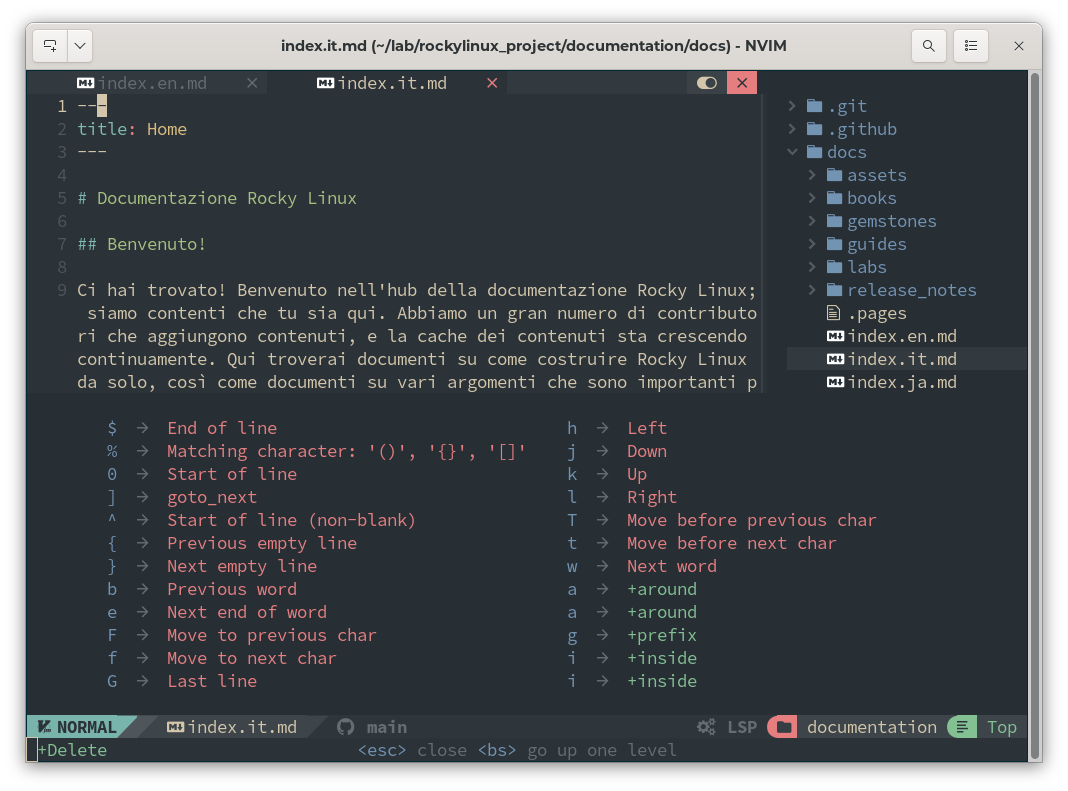 index.it.md (~/lab/rockylinux_project/documentation/docs) - NVIM
index.en.md
index.it.md
1 ---
2 title: Home
3 ---
4
5 # Documentazione Rocky Linux
6
7 ## Benvenuto!
8
9 Ci hai trovato! Benvenuto nell'hub della documentazione Rocky Linux;
siamo contenti che tu sia qui. Abbiamo un gran numero di contributo
ri che aggiungono contenuti, e la cache dei contenuti sta crescendo
continuamente. Qui troverai documenti su come costruire Rocky Linux
da solo, così come documenti su vari argomenti che sono importanti p
.git
.github
docs
assets
books
gemstones
guides
labs
release_notes
.pages
index.en.md
index.it.md
index.ja.md
$ → End of line
% → Matching character: '()', '{}', '[]'
0 → Start of line
] → goto_next
^ → Start of line (non-blank)
{ → Previous empty line
} → Next empty line
b → Previous word
e → Next end of word
F → Move to previous char
f → Move to next char
G → Last line
h → Left
j → Down
k → Up
l → Right
T → Move before previous char
t → Move before next char
w → Next word
a → +around
a → +around
g → +prefix
i → +inside
i → +inside
NORMAL index.it.md main LSP documentation Top
+Delete <esc> close <bs> go up one level